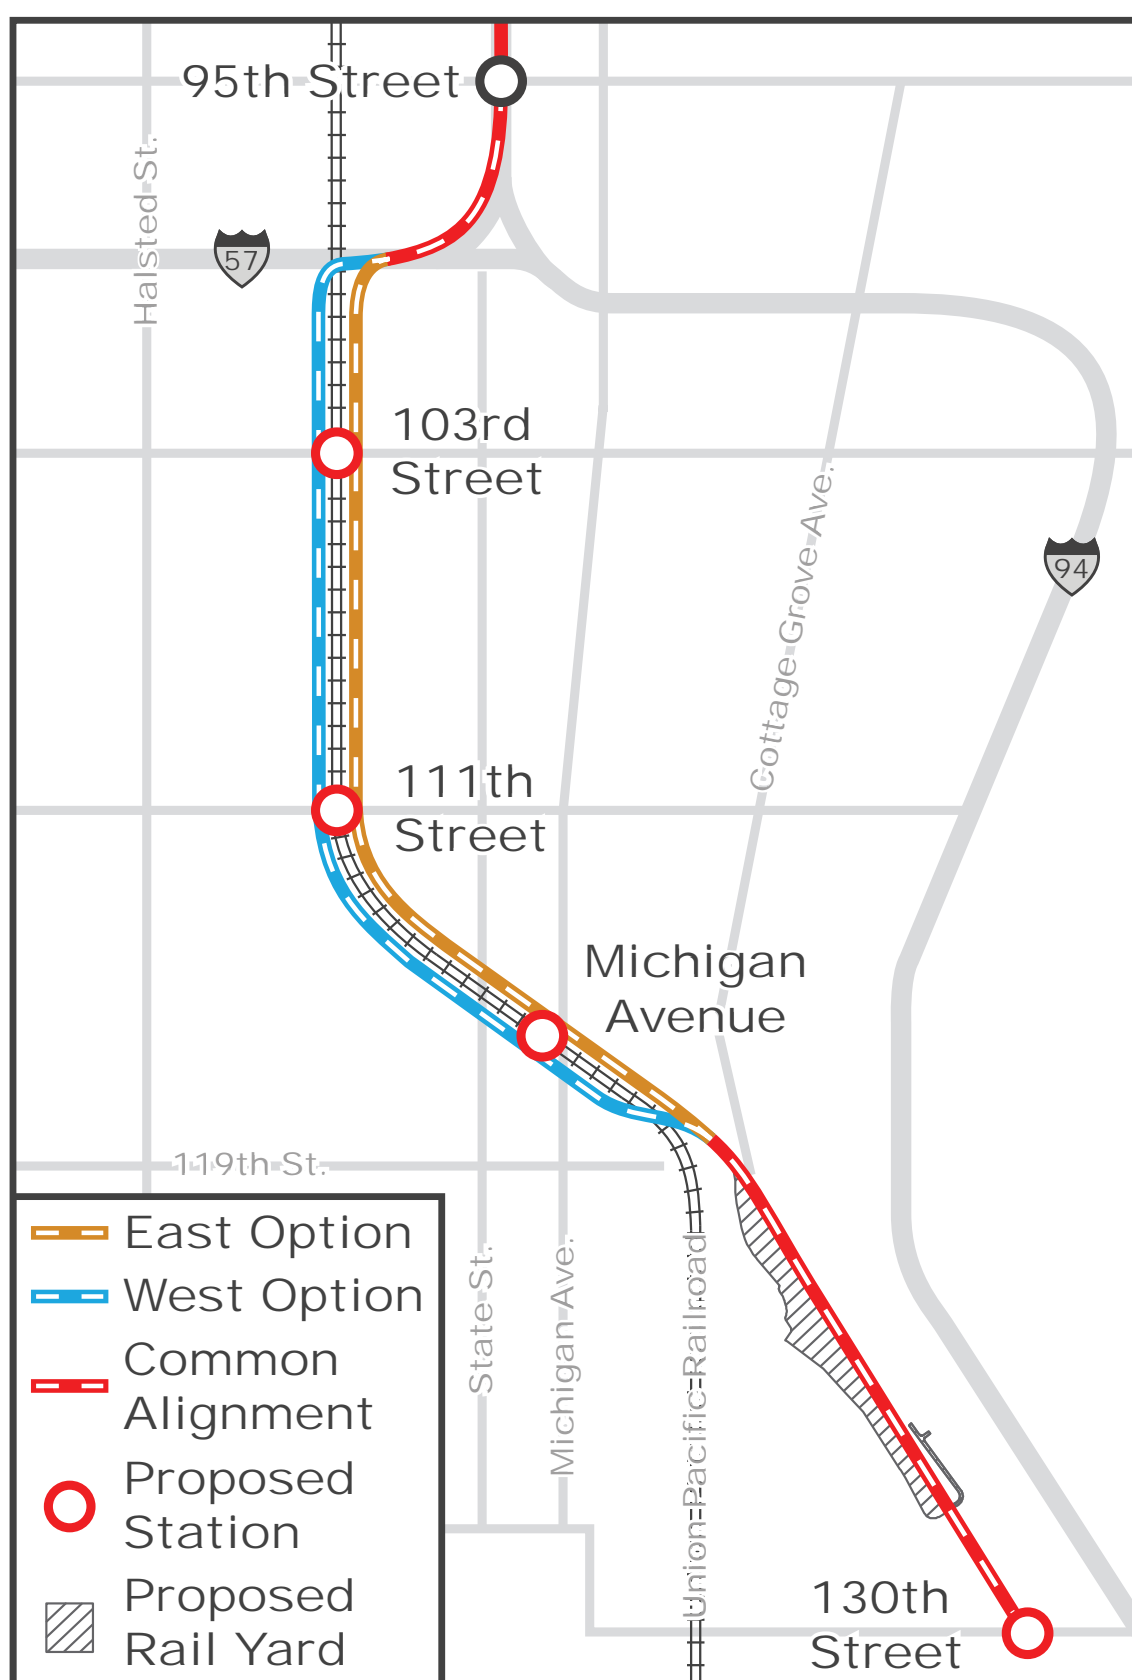 95th Street
Halsted St.
57
103rd
Street
Cottage Grove Ave.
94
111th
Street
Michigan
Avenue
119th St.
East Option
West Option
Common
Alignment
Proposed
Station
Proposed
Rail Yard
State St.
Michigan Ave.
Union Pacific Railroad
130th
Street